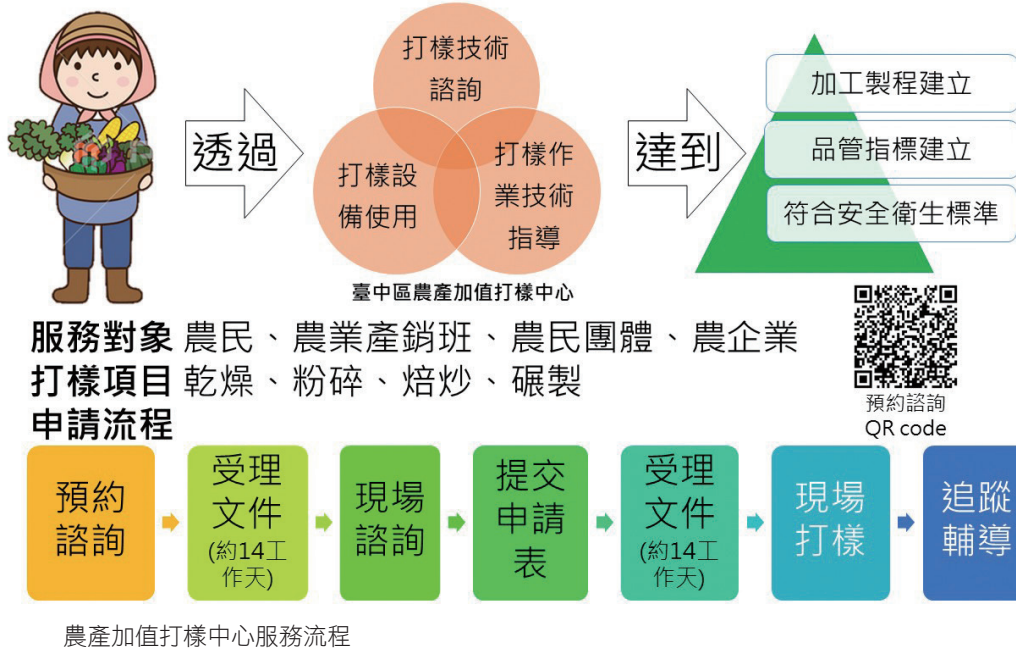 透過
打樣技術
諮詢
打樣設
備使用
打樣作
業技術
指導
臺中區農產加值打樣中心
達到
加工製程建立
品管指標建立
符合安全衛生標準
服務對象 農民、農業產銷班、農民團體、農企業
打樣項目 乾燥、粉碎、焙炒、碾製
預約諮詢
QR code
申請流程
預約
諮詢
受理
文件
(約14工
作天)
現場
諮詢
提交
申請
表
受理
文件
(約14工
作天)
現場
打樣
追蹤
輔導
農產加值打樣中心服務流程